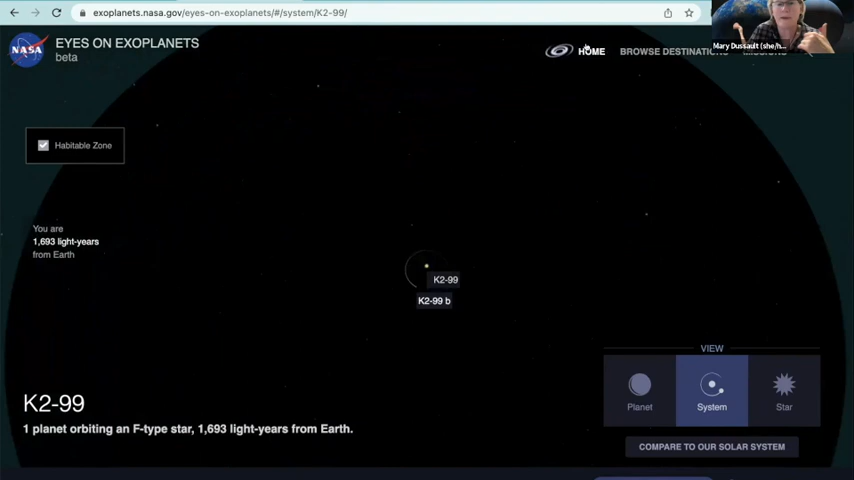 exoplanets.nasa.gov/eyes-on-exoplanets/#/system/K2-99/
Mary Dussault (she/h...
NASA
EYES ON EXOPLANETS
beta
HOME
BROWSE DESTINATIONS
Habitable Zone
You are
1,693 light-years
from Earth
K2-99
K2-99 b
VIEW
Planet
System
Star
COMPARE TO OUR SOLAR SYSTEM
K2-99
1 planet orbiting an F-type star, 1,693 light-years from Earth.